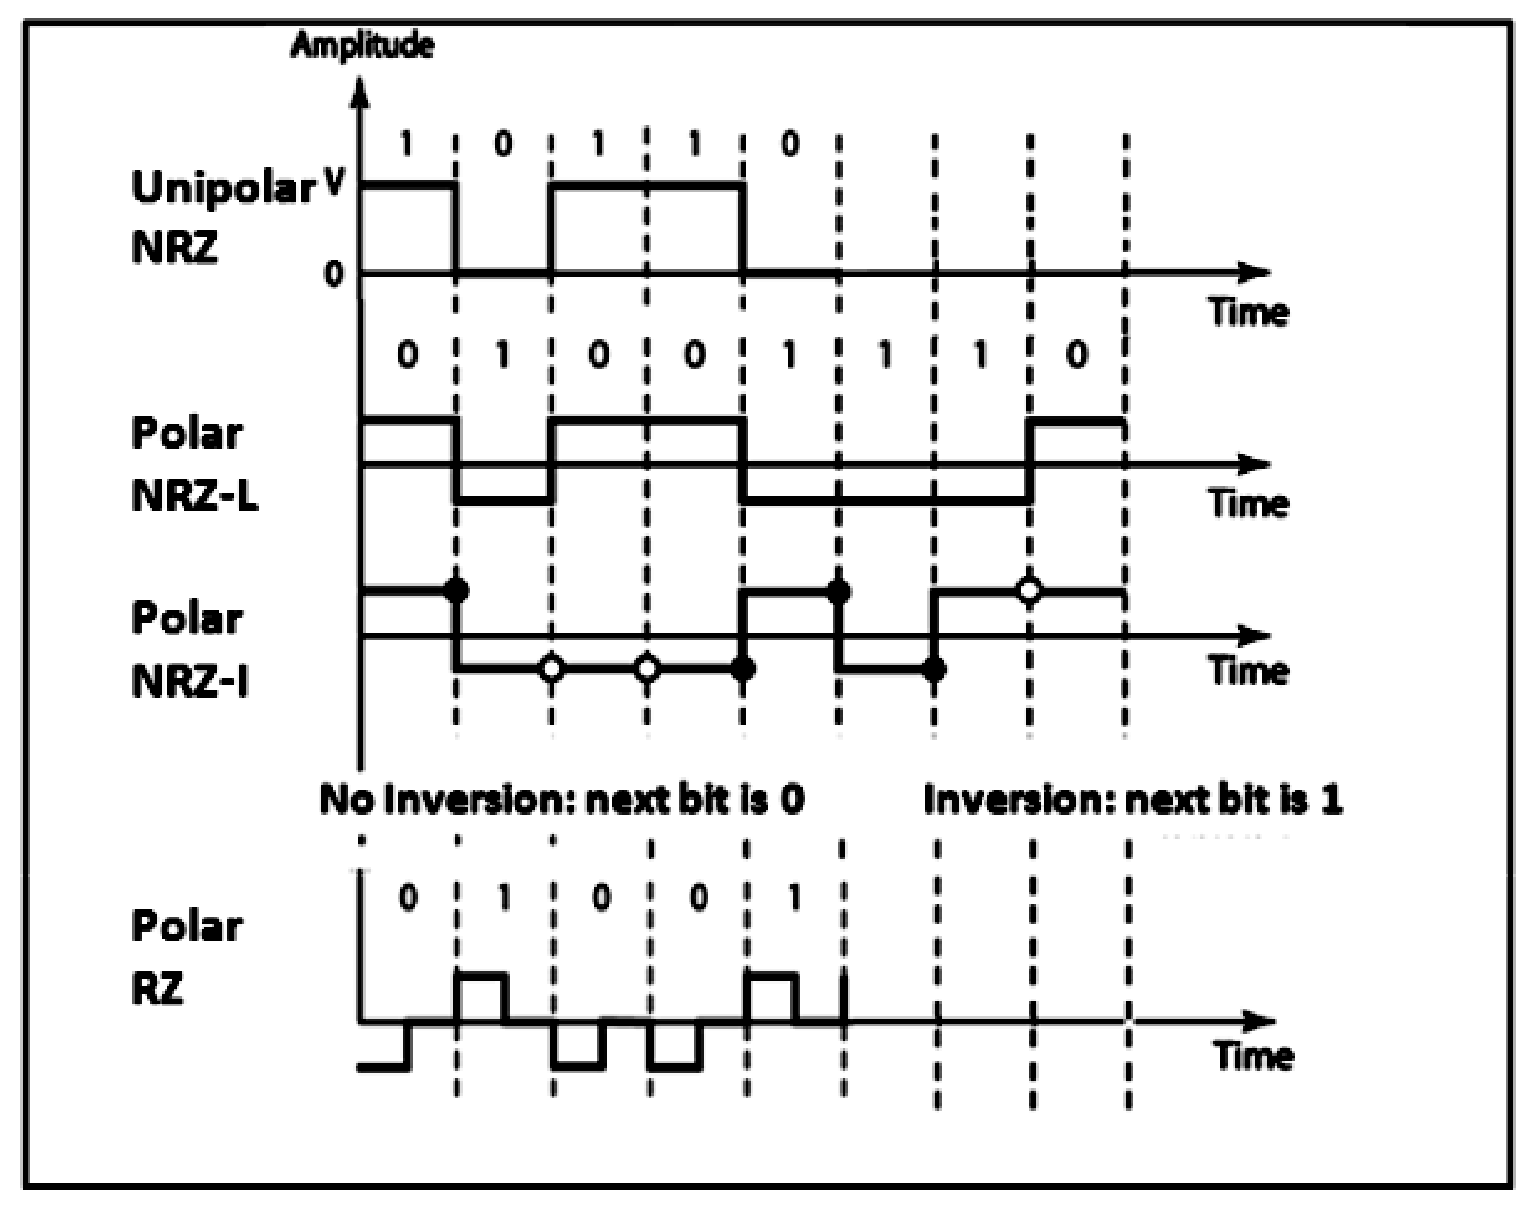 Amplitude
1 0 1 1 0
Unipolar V
NRZ
0
Time
0 1 0 0 1 1 1 0
Polar
NRZ-L
Time
Polar
NRZ-I
Time
No Inversion: next bit is 0 Inversion: next bit is 1
0 1 0 0 1
Polar
RZ
Time